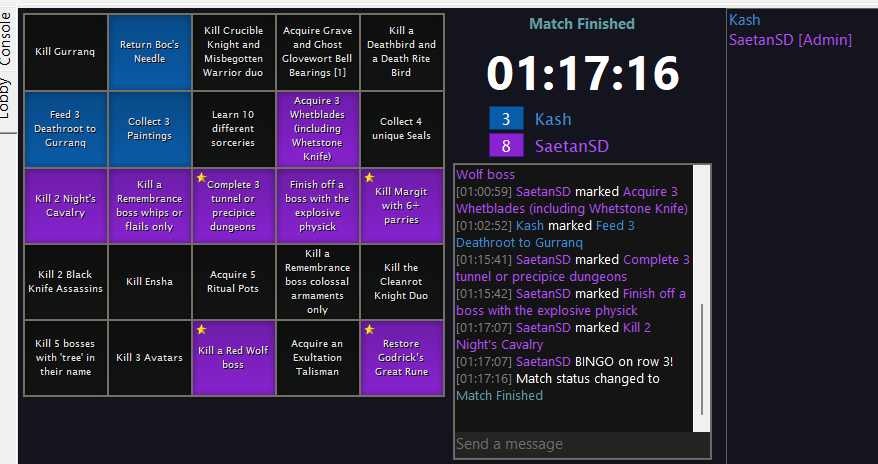 Console
Lobby
Kill Gurranq
Return Boc's
Needle
Kill Crucible
Knight and
Misbegotten
Warrior duo
Acquire Grave
and Ghost
Glovewort Bell
Bearings [1]
Kill a
Deathbird and
a Death Rite
Bird
Feed 3
Deathroot to
Gurranq
Collect 3
Paintings
Learn 10
different
sorceries
Acquire 3
Whetblades
(including
Whetstone
Knife)
Collect 4
unique Seals
Kill 2 Night's
Cavalry
Kill a
Remembrance
boss whips or
flails only
Complete 3
tunnel or
precipice
dungeons
Finish off a
boss with the
explosive
physick
Kill Margit
with 6+
parries
Kill 2 Black
Knife Assassins
Kill Ensha
Acquire 5
Ritual Pots
Kill a
Remembrance
boss colossal
armaments
only
Kill the
Cleanrot
Knight Duo
Kill 5 bosses
with 'tree' in
their name
Kill 3 Avatars
Kill a Red Wolf
boss
Acquire an
Exultation
Talisman
Restore
Godrick's
Great Rune
Match Finished
01:17:16
3 Kash
8 SaetanSD
Wolf boss
[01:00:59] SaetanSD marked Acquire 3
Whetblades (including Whetstone Knife)
[01:02:52] Kash marked Feed 3
Deathroot to Gurranq
[01:15:41] SaetanSD marked Complete 3
tunnel or precipice dungeons
[01:15:42] SaetanSD marked Finish off a
boss with the explosive physick
[01:17:07] SaetanSD marked Kill 2
Night's Cavalry
[01:17:07] SaetanSD BINGO on row 3!
[01:17:16] Match status changed to
Match Finished
Send a message
Kash
SaetanSD [Admin]